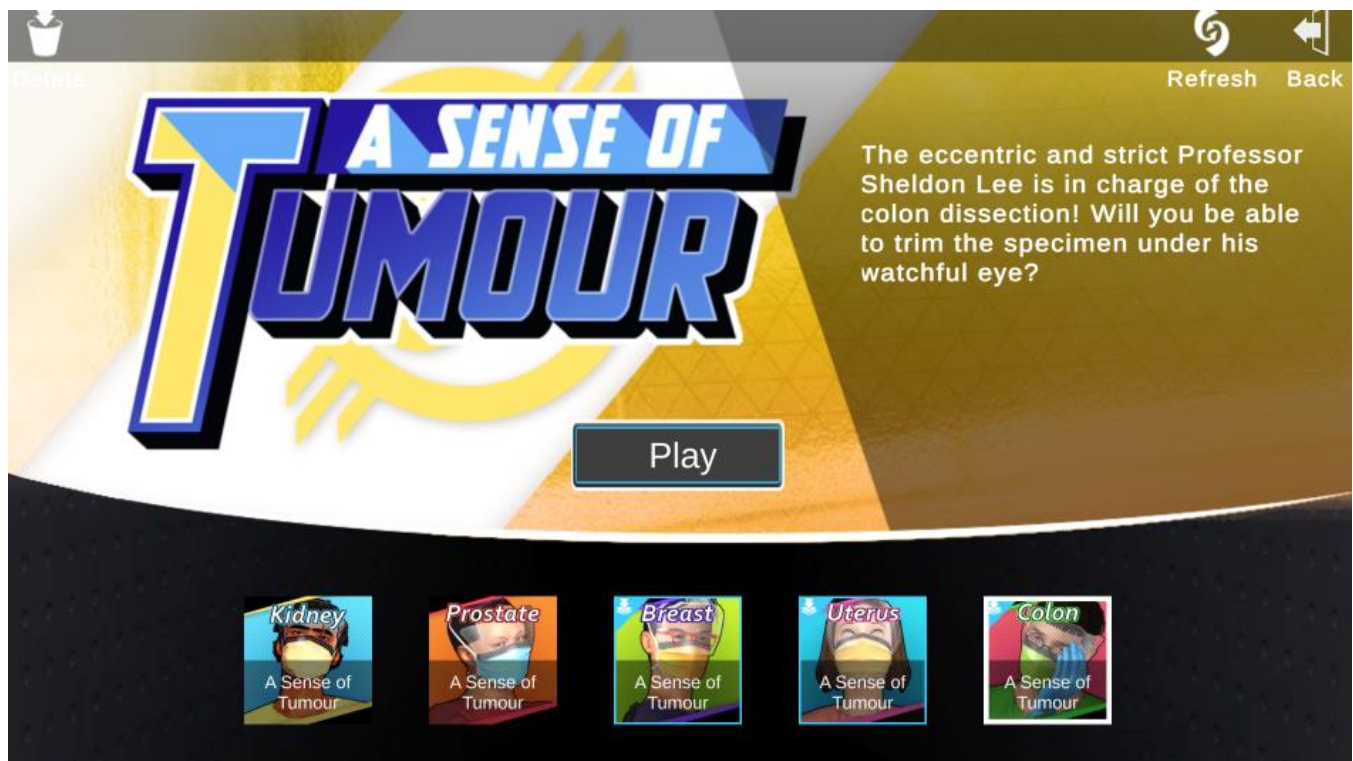 Delete
Refresh
Back
A SENSE OF
TUMOUR
The eccentric and strict Professor
Sheldon Lee is in charge of the
colon dissection! Will you be able
to trim the specimen under his
watchful eye?
Play
Kidney
A Sense of
Tumour
Prostate
A Sense of
Tumour
Breast
A Sense of
Tumour
Uterus
A Sense of
Tumour
Colon
A Sense of
Tumour